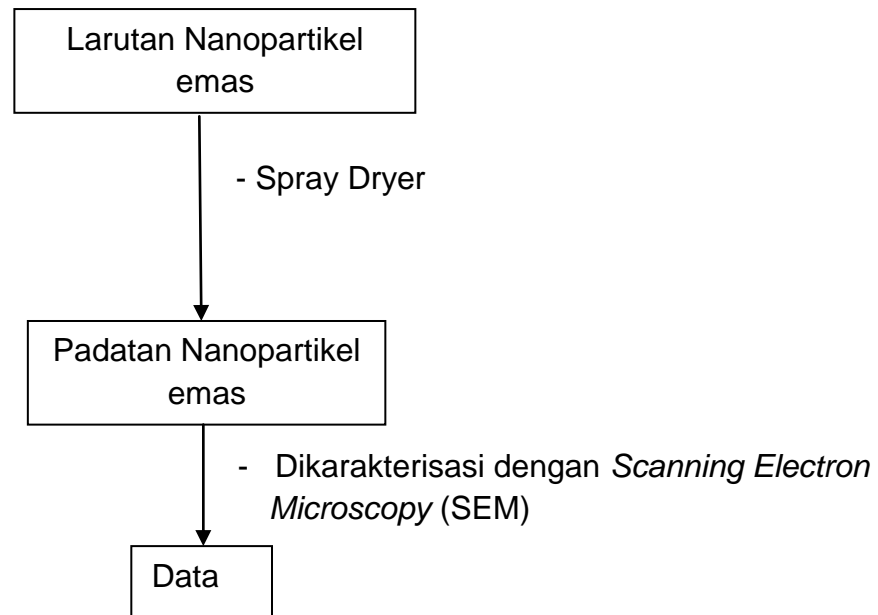 Larutan Nanopartikel
emas
- Spray Dryer
Padatan Nanopartikel
emas
- Dikarakterisasi dengan Scanning Electron
Microscopy (SEM)
Data